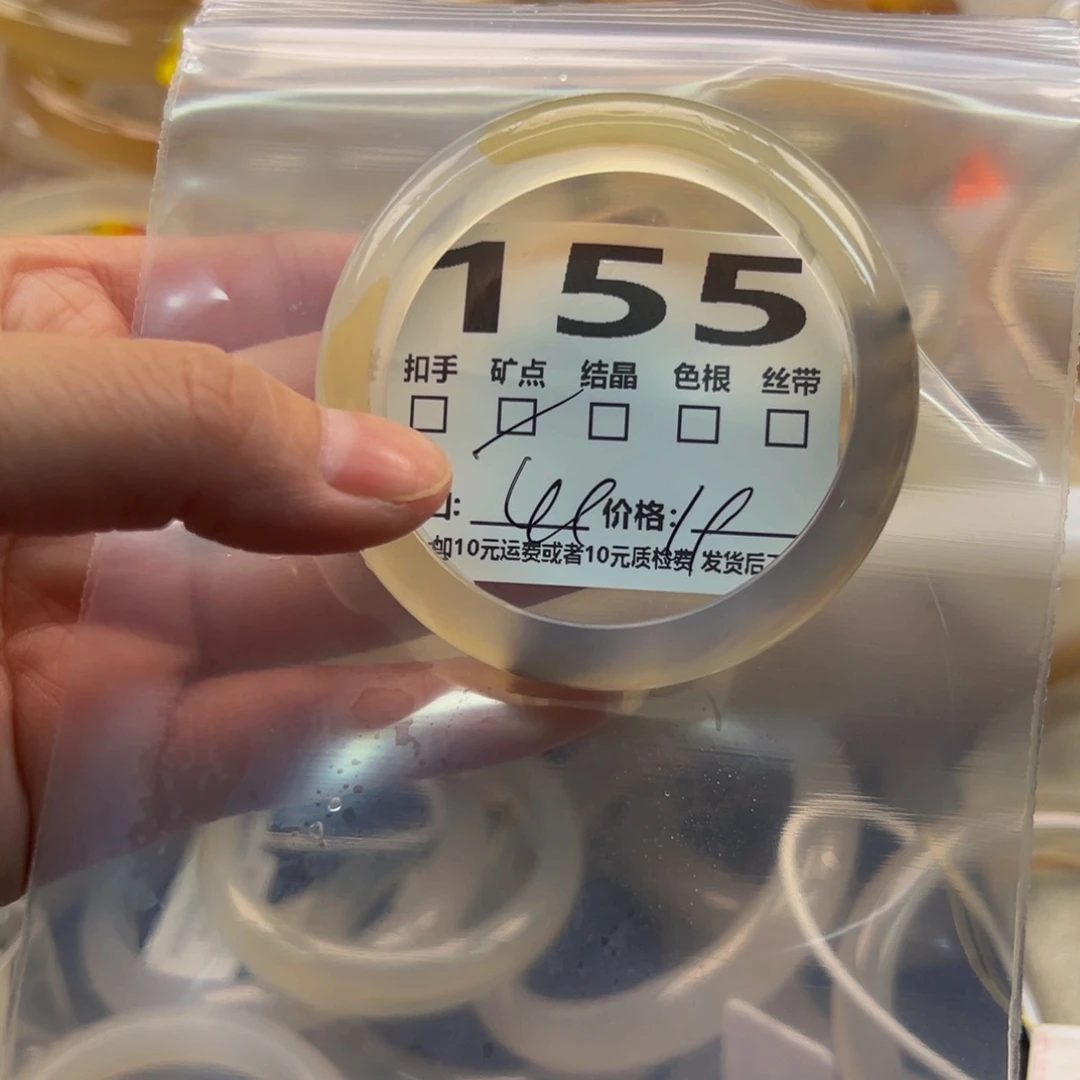 155
扣手 矿点 结晶 色根 丝带
☐ ☐ ☐ ☐ ☐
: 价格:
加10元运费或者10元质检费 发货后